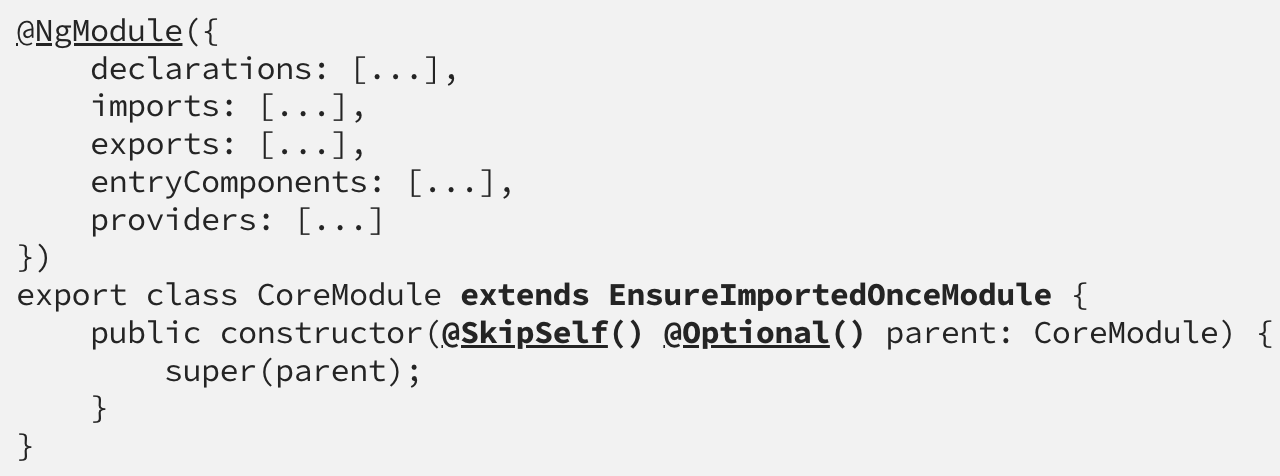 @NgModule({
    declarations: [...],
    imports: [...],
    exports: [...],
    entryComponents: [...],
    providers: [...]
})
export class CoreModule extends EnsureImportedOnceModule {
    public constructor(@SkipSelf() @Optional() parent: CoreModule) {
        super(parent);
    }
}